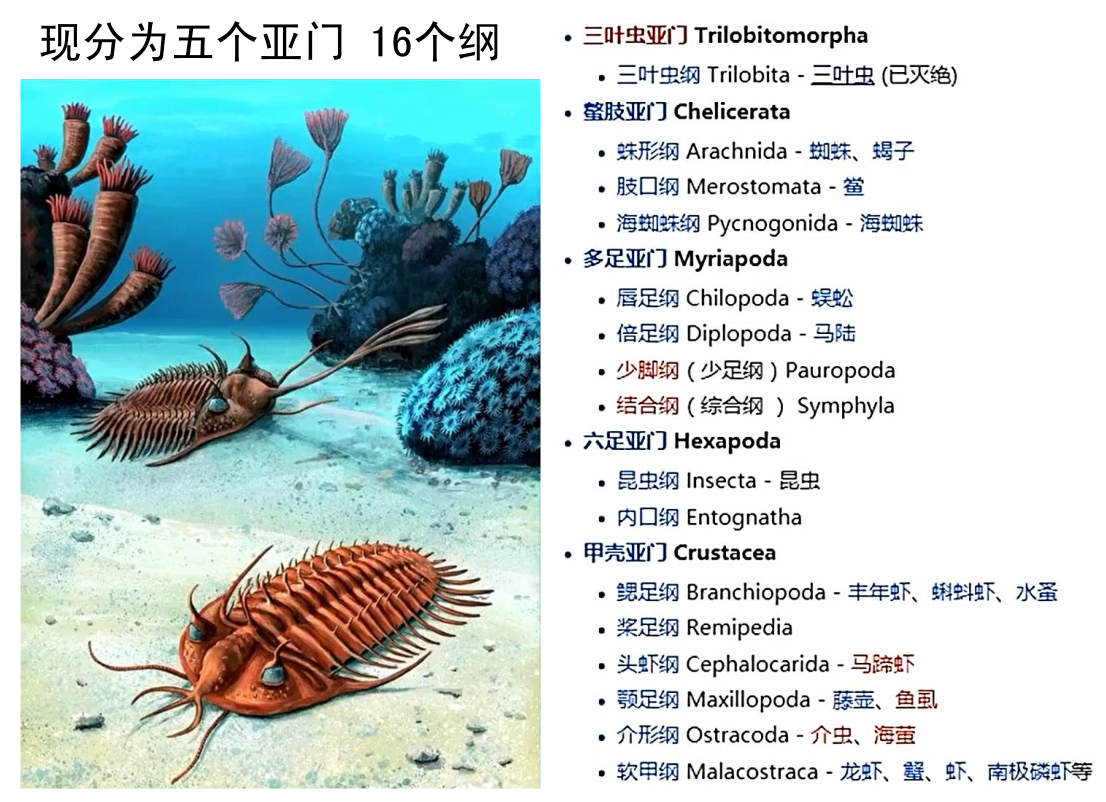 现分为五个亚门 16个纲
三叶虫亚门 Trilobitomorpha
三叶虫纲 Trilobita - 三叶虫 (已灭绝)
螯肢亚门 Chelicerata
蛛形纲 Arachnida - 蜘蛛、蝎子
肢口纲 Merostomata - 鲎
海蜘蛛纲 Pycnogonida - 海蜘蛛
多足亚门 Myriapoda
唇足纲 Chilopoda - 蜈蚣
倍足纲 Diplopoda - 马陆
少脚纲 ( 少足纲 ) Pauropoda
结合纲 ( 综合纲 ) Symphyla
六足亚门 Hexapoda
昆虫纲 Insecta - 昆虫
内口纲 Entognatha
甲壳亚门 Crustacea
鳃足纲 Branchiopoda - 丰年虾、蝌蚪虾、水蚤
桨足纲 Remipedia
头虾纲 Cephalocarida - 马蹄虾
颚足纲 Maxillopoda - 藤壶、鱼虱
介形纲 Ostracoda - 介虫、海萤
软甲纲 Malacostraca - 龙虾、蟹、虾、南极磷虾等